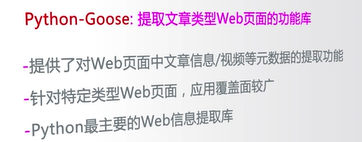 Python-Goose: 提取文章类型Web页面的功能库
-提供了对Web页面中文章信息/视频等元数据的提取功能
-针对特定类型Web页面，应用覆盖面较广
-Python最主要的Web信息提取库